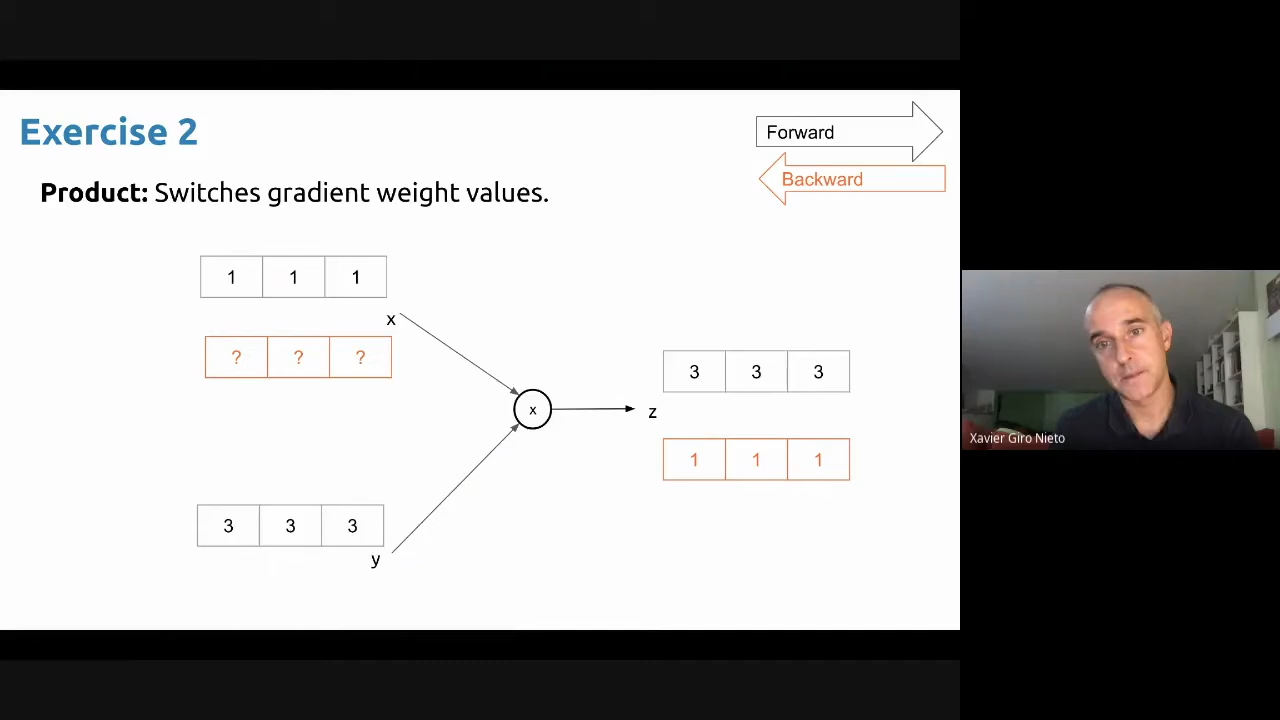 Exercise 2
Forward
Backward
Product: Switches gradient weight values.
1 1 1
x
? ? ?
x
z
3 3 3
1 1 1
3 3 3
y
Xavier Giro Nieto